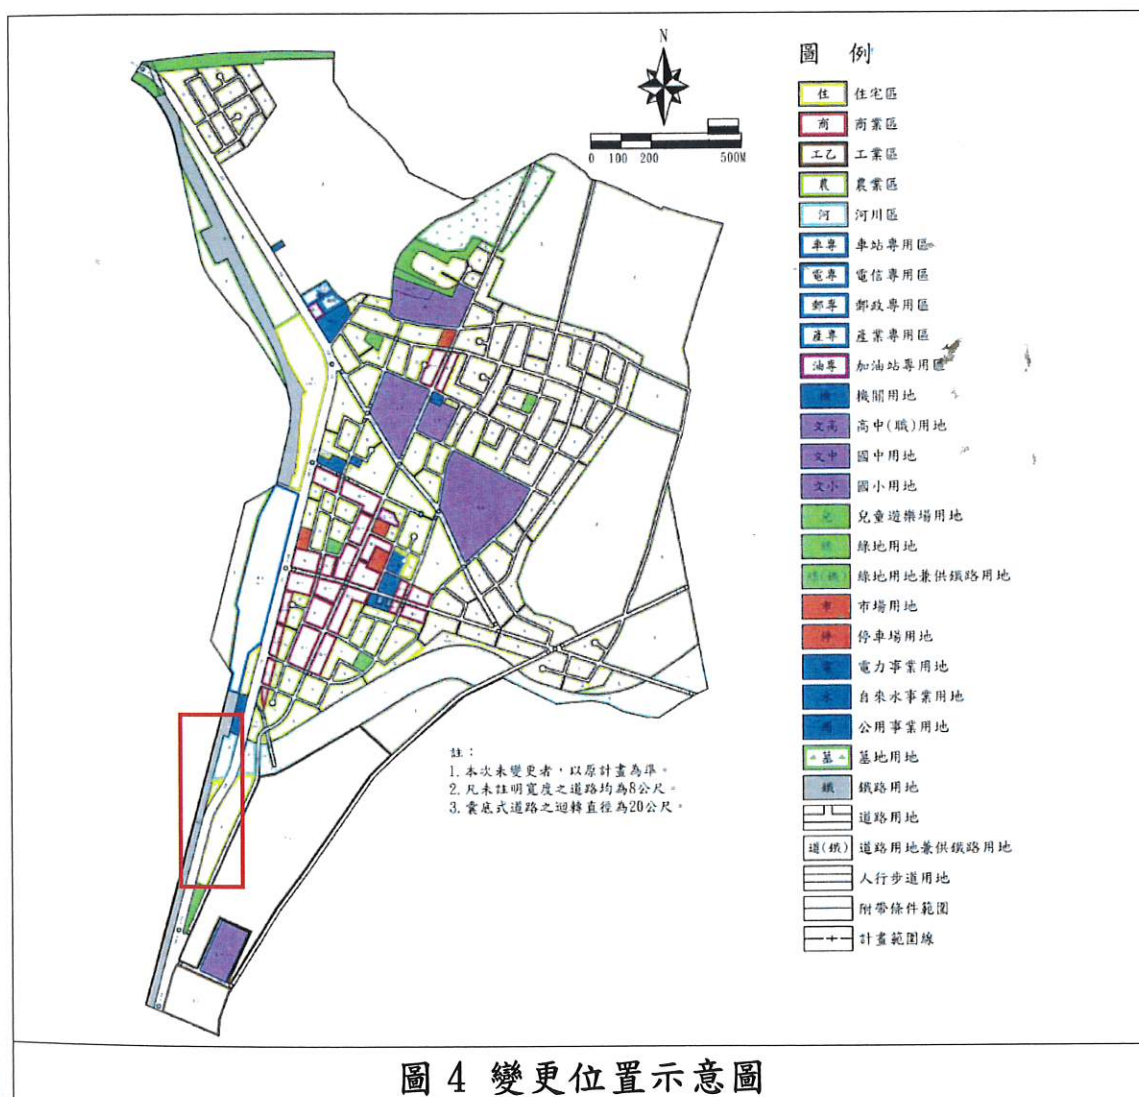 N
0 100 200 500M
圖 例
住 住宅區
商 商業區
工乙 工業區
農 農業區
河 河川區
車專 車站專用區
電專 電信專用區
郵專 郵政專用區
產專 產業專用區
油專 加油站專用區
機 機關用地
文高 高中(職)用地
文中 國中用地
文小 國小用地
兒 兒童遊樂場用地
綠 綠地用地
綠(鐵) 綠地用地兼供鐵路用地
市 市場用地
停 停車場用地
電 電力事業用地
水 自來水事業用地
公用事業用地
墓 墓地用地
鐵 鐵路用地
道路用地
道(鐵) 道路用地兼供鐵路用地
人行步道用地
附帶條件範圍
計畫範圍線
註：
1. 本次未變更者，以原計畫為準。
2. 凡未註明寬度之道路均為8公尺。
3. 囊底式道路之迴轉直徑為20公尺。
圖 4 變更位置示意圖